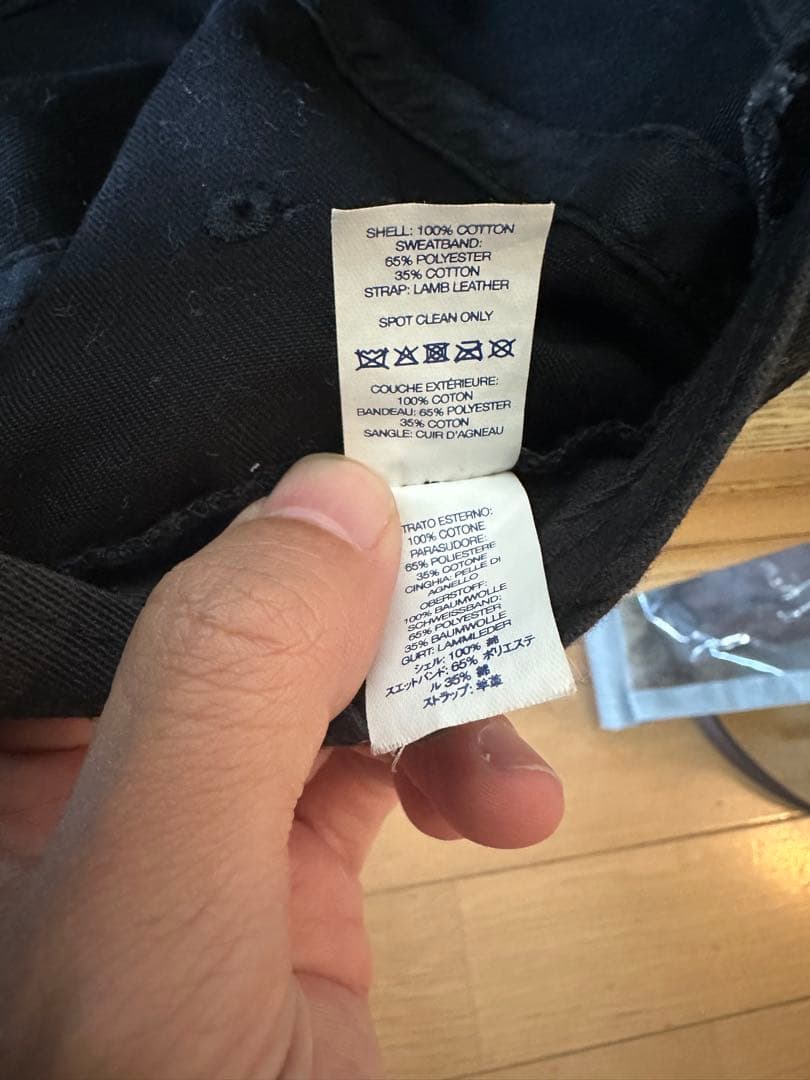 SHELL: 100% COTTON
SWEATBAND:
65% POLYESTER
35% COTTON
STRAP: LAMB LEATHER
SPOT CLEAN ONLY
COUCHE EXTÉRIEURE:
100% COTON
BANDEAU: 65% POLYESTER
35% COTON
SANGLE: CUIR D'AGNEAU
TRATO ESTERNO:
100% COTONE
PARASUDORE:
65% POLIESTERE
35% COTONE
CINGHIA: PELLE DI
AGNELLO
OBERSTOFF:
100% BAUMWOLLE
SCHWEISSBAND:
65% POLYESTER
35% BAUMWOLLE
GURT: LAMMLEDER
シェル: 100% 綿
スエットバンド: 65% ポリエステ
ル 35% 綿
ストラップ: 羊革